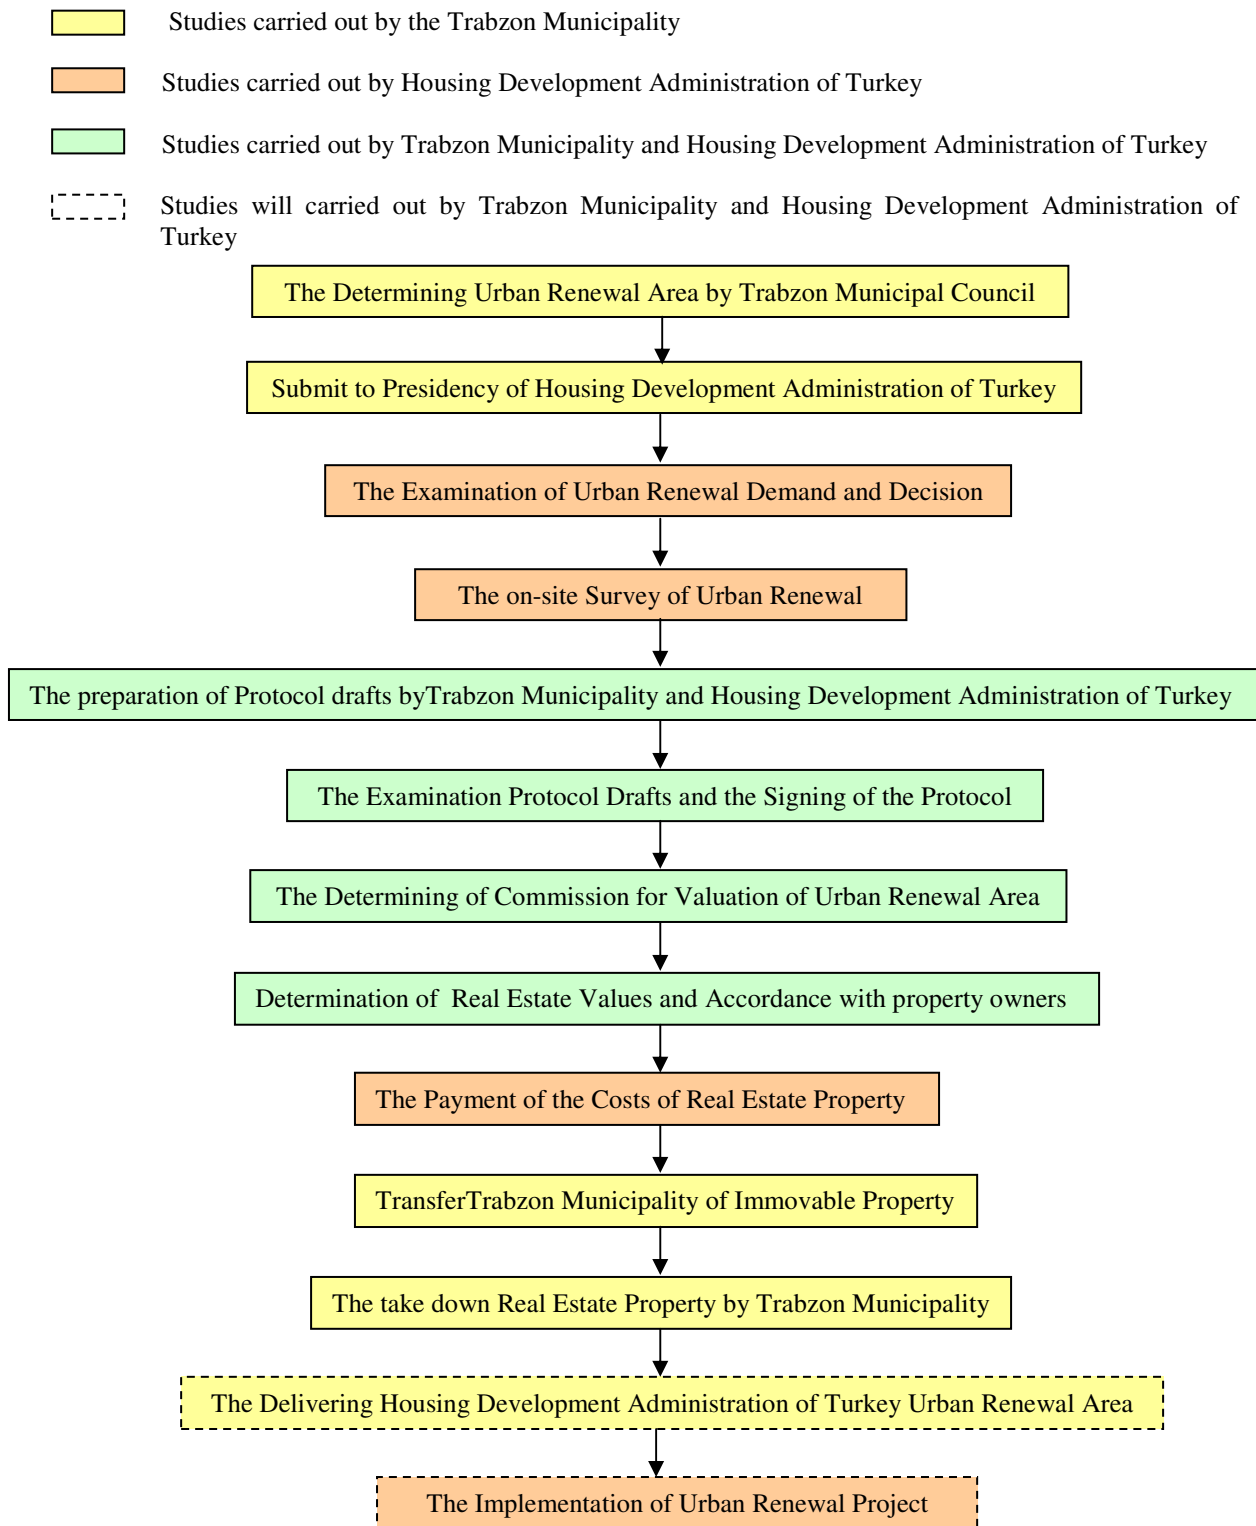 Studies carried out by the Trabzon Municipality
Studies carried out by Housing Development Administration of Turkey
Studies carried out by Trabzon Municipality and Housing Development Administration of Turkey
Studies will carried out by Trabzon Municipality and Housing Development Administration of
Turkey
The Determining Urban Renewal Area by Trabzon Municipal Council
Submit to Presidency of Housing Development Administration of Turkey
The Examination of Urban Renewal Demand and Decision
The on-site Survey of Urban Renewal
The preparation of Protocol drafts byTrabzon Municipality and Housing Development Administration of Turkey
The Examination Protocol Drafts and the Signing of the Protocol
The Determining of Commission for Valuation of Urban Renewal Area
Determination of Real Estate Values and Accordance with property owners
The Payment of the Costs of Real Estate Property
TransferTrabzon Municipality of Immovable Property
The take down Real Estate Property by Trabzon Municipality
The Delivering Housing Development Administration of Turkey Urban Renewal Area
The Implementation of Urban Renewal Project